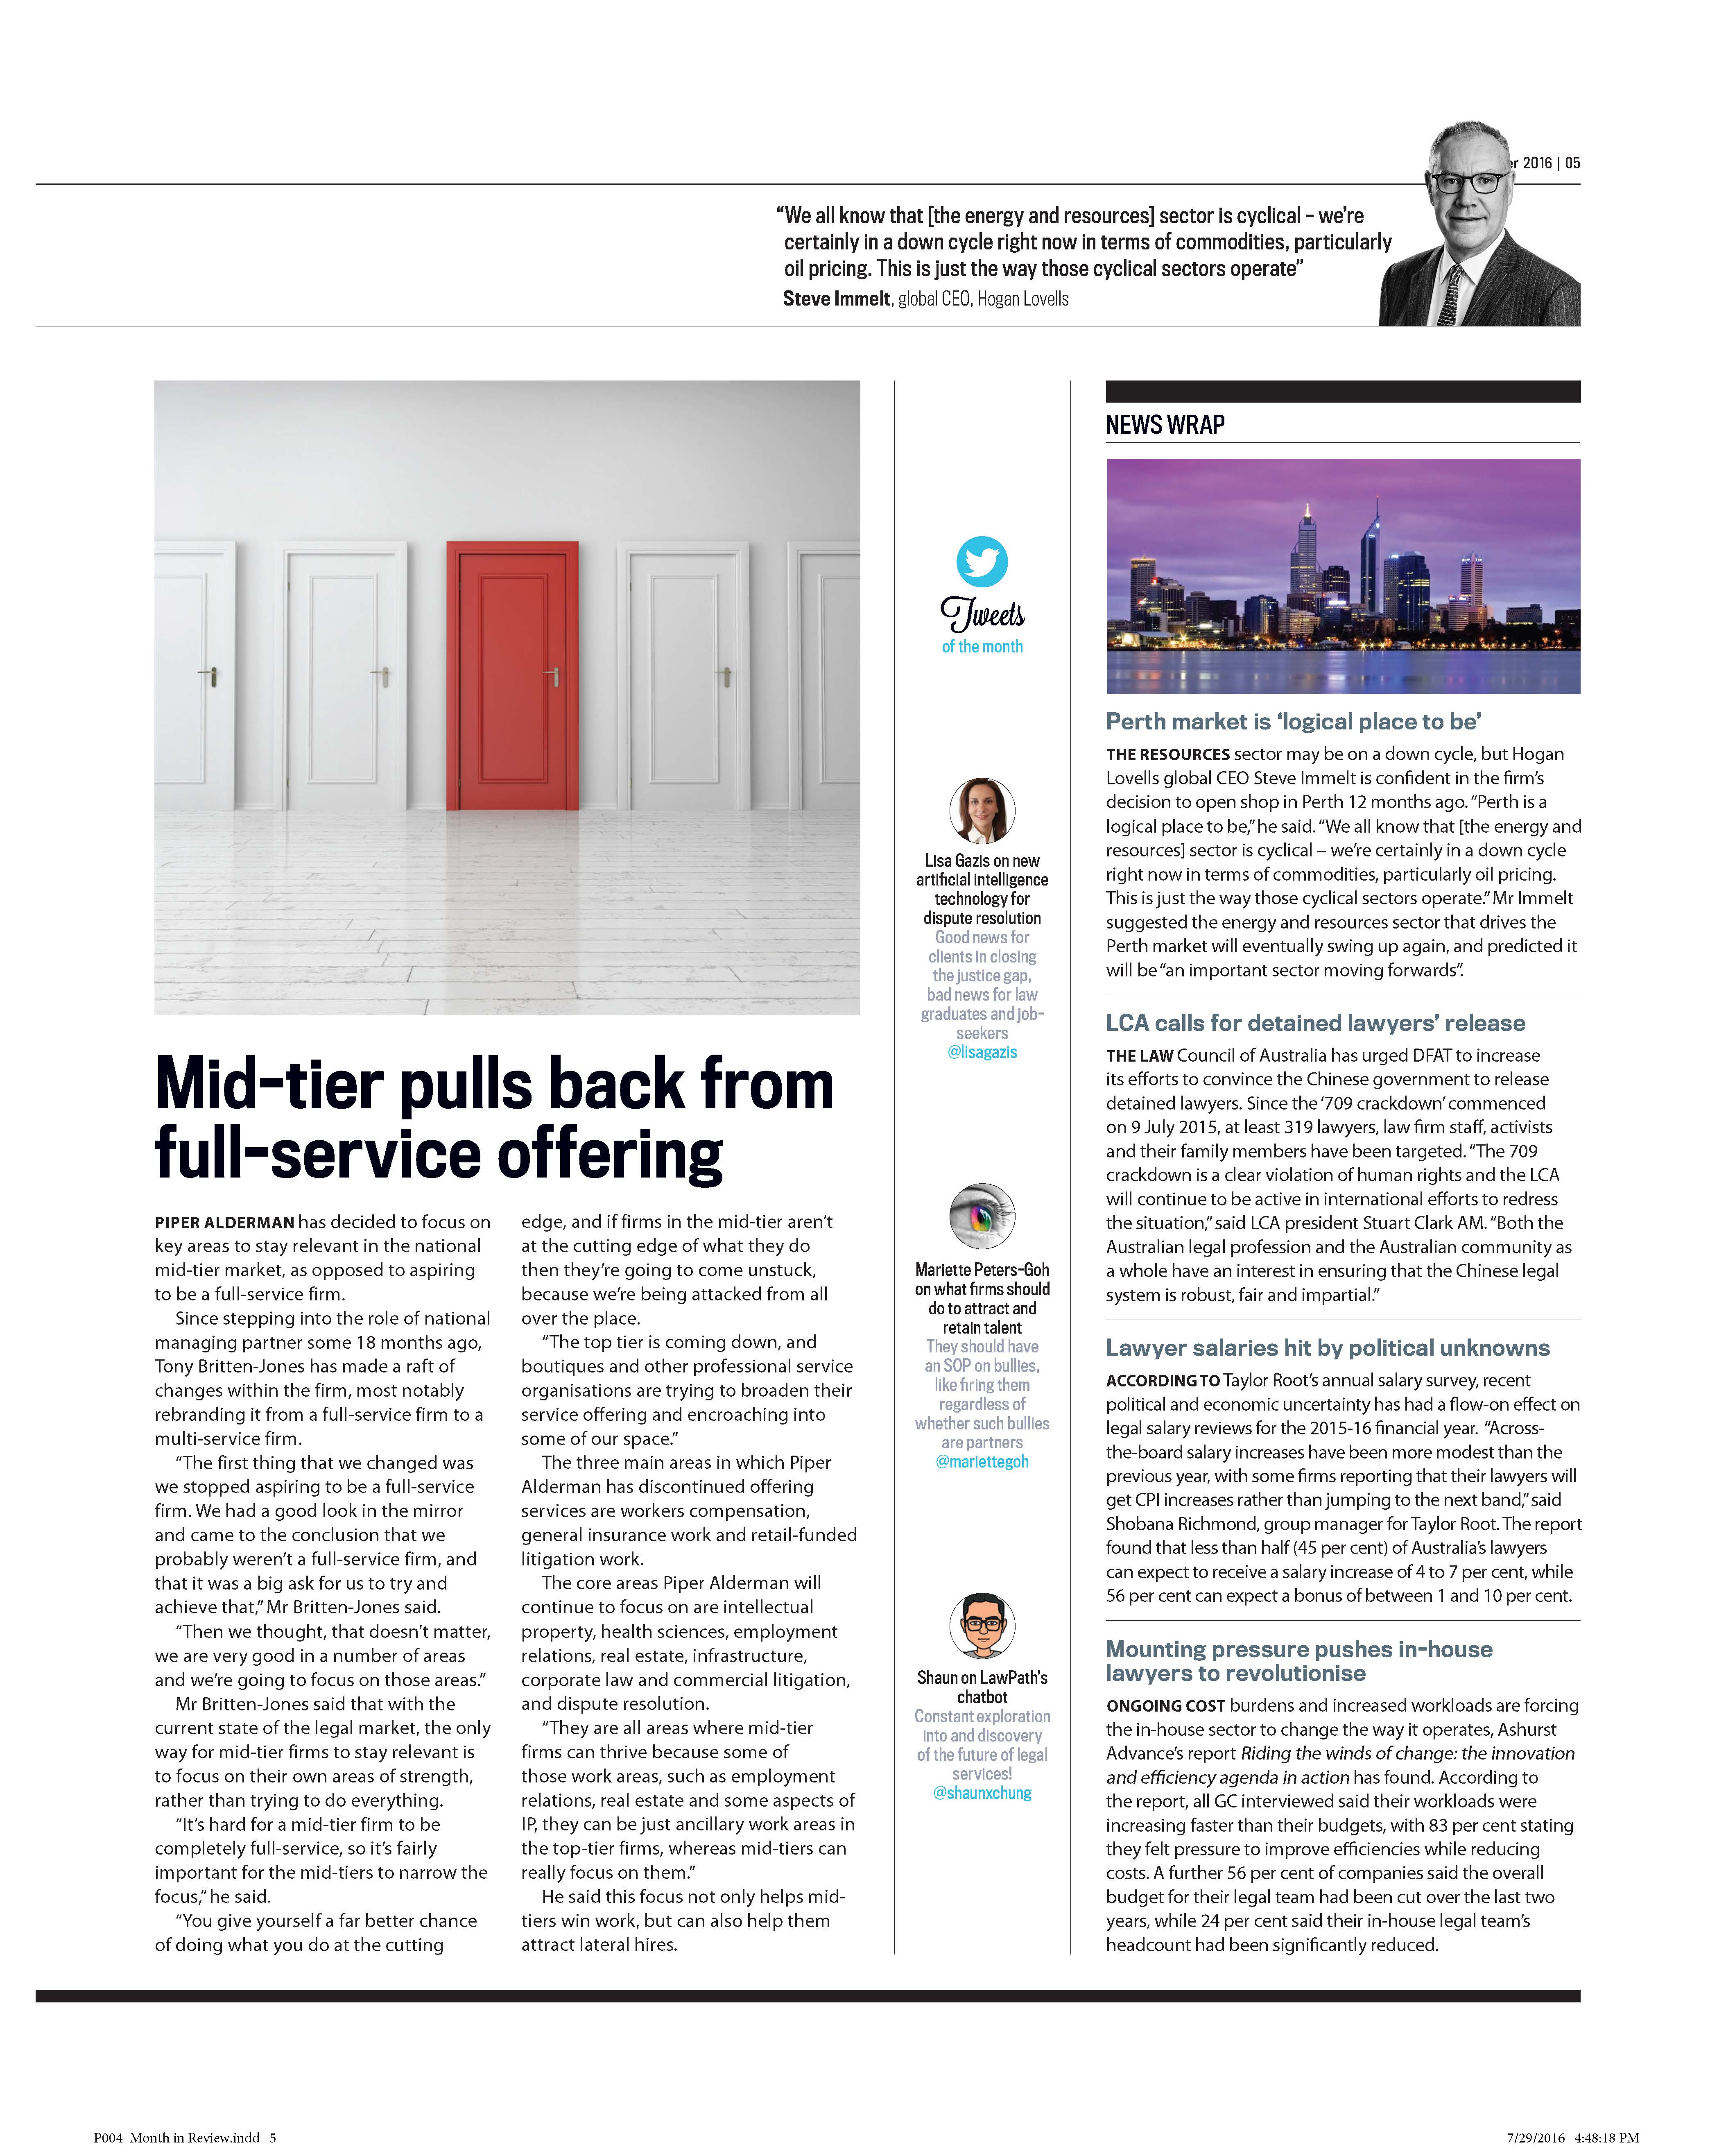 er 2016 | 05
“We all know that [the energy and resources] sector is cyclical – we’re
certainly in a down cycle right now in terms of commodities, particularly
oil pricing. This is just the way those cyclical sectors operate”
Steve Immelt, global CEO, Hogan Lovells
Mid-tier pulls back from
full-service offering
PIPER ALDERMAN has decided to focus on
key areas to stay relevant in the national
mid-tier market, as opposed to aspiring
to be a full-service firm.
Since stepping into the role of national
managing partner some 18 months ago,
Tony Britten-Jones has made a raft of
changes within the firm, most notably
rebranding it from a full-service firm to a
multi-service firm.
“The first thing that we changed was
we stopped aspiring to be a full-service
firm. We had a good look in the mirror
and came to the conclusion that we
probably weren’t a full-service firm, and
that it was a big ask for us to try and
achieve that,” Mr Britten-Jones said.
“Then we thought, that doesn’t matter,
we are very good in a number of areas
and we’re going to focus on those areas.”
Mr Britten-Jones said that with the
current state of the legal market, the only
way for mid-tier firms to stay relevant is
to focus on their own areas of strength,
rather than trying to do everything.
“It’s hard for a mid-tier firm to be
completely full-service, so it’s fairly
important for the mid-tiers to narrow the
focus,” he said.
“You give yourself a far better chance
of doing what you do at the cutting
edge, and if firms in the mid-tier aren’t
at the cutting edge of what they do
then they’re going to come unstuck,
because we’re being attacked from all
over the place.
“The top tier is coming down, and
boutiques and other professional service
organisations are trying to broaden their
service offering and encroaching into
some of our space.”
The three main areas in which Piper
Alderman has discontinued offering
services are workers compensation,
general insurance work and retail-funded
litigation work.
The core areas Piper Alderman will
continue to focus on are intellectual
property, health sciences, employment
relations, real estate, infrastructure,
corporate law and commercial litigation,
and dispute resolution.
“They are all areas where mid-tier
firms can thrive because some of
those work areas, such as employment
relations, real estate and some aspects of
IP, they can be just ancillary work areas in
the top-tier firms, whereas mid-tiers can
really focus on them.”
He said this focus not only helps mid-
tiers win work, but can also help them
attract lateral hires.
Tweets
of the month
Lisa Gazis on new
artificial intelligence
technology for
dispute resolution
Good news for
clients in closing
the justice gap,
bad news for law
graduates and job-
seekers
@lisagazis
Mariette Peters-Goh
on what firms should
do to attract and
retain talent
They should have
an SOP on bullies,
like firing them
regardless of
whether such bullies
are partners
@mariettegoh
Shaun on LawPath’s
chatbot
Constant exploration
into and discovery
of the future of legal
services!
@shaunxchung
NEWS WRAP
Perth market is ‘logical place to be’
THE RESOURCES sector may be on a down cycle, but Hogan
Lovells global CEO Steve Immelt is confident in the firm’s
decision to open shop in Perth 12 months ago. “Perth is a
logical place to be,” he said. “We all know that [the energy and
resources] sector is cyclical – we’re certainly in a down cycle
right now in terms of commodities, particularly oil pricing.
This is just the way those cyclical sectors operate.” Mr Immelt
suggested the energy and resources sector that drives the
Perth market will eventually swing up again, and predicted it
will be “an important sector moving forwards”.
LCA calls for detained lawyers’ release
THE LAW Council of Australia has urged DFAT to increase
its efforts to convince the Chinese government to release
detained lawyers. Since the ‘709 crackdown’ commenced
on 9 July 2015, at least 319 lawyers, law firm staff, activists
and their family members have been targeted. “The 709
crackdown is a clear violation of human rights and the LCA
will continue to be active in international efforts to redress
the situation,” said LCA president Stuart Clark AM. “Both the
Australian legal profession and the Australian community as
a whole have an interest in ensuring that the Chinese legal
system is robust, fair and impartial.”
Lawyer salaries hit by political unknowns
ACCORDING TO Taylor Root’s annual salary survey, recent
political and economic uncertainty has had a flow-on effect on
legal salary reviews for the 2015-16 financial year. “Across-
the-board salary increases have been more modest than the
previous year, with some firms reporting that their lawyers will
get CPI increases rather than jumping to the next band,” said
Shobana Richmond, group manager for Taylor Root. The report
found that less than half (45 per cent) of Australia’s lawyers
can expect to receive a salary increase of 4 to 7 per cent, while
56 per cent can expect a bonus of between 1 and 10 per cent.
Mounting pressure pushes in-house
lawyers to revolutionise
ONGOING COST burdens and increased workloads are forcing
the in-house sector to change the way it operates, Ashurst
Advance’s report Riding the winds of change: the innovation
and efficiency agenda in action has found. According to
the report, all GC interviewed said their workloads were
increasing faster than their budgets, with 83 per cent stating
they felt pressure to improve efficiencies while reducing
costs. A further 56 per cent of companies said the overall
budget for their legal team had been cut over the last two
years, while 24 per cent said their in-house legal team’s
headcount had been significantly reduced.
P004_Month in Review.indd 5
7/29/2016 4:48:18 PM